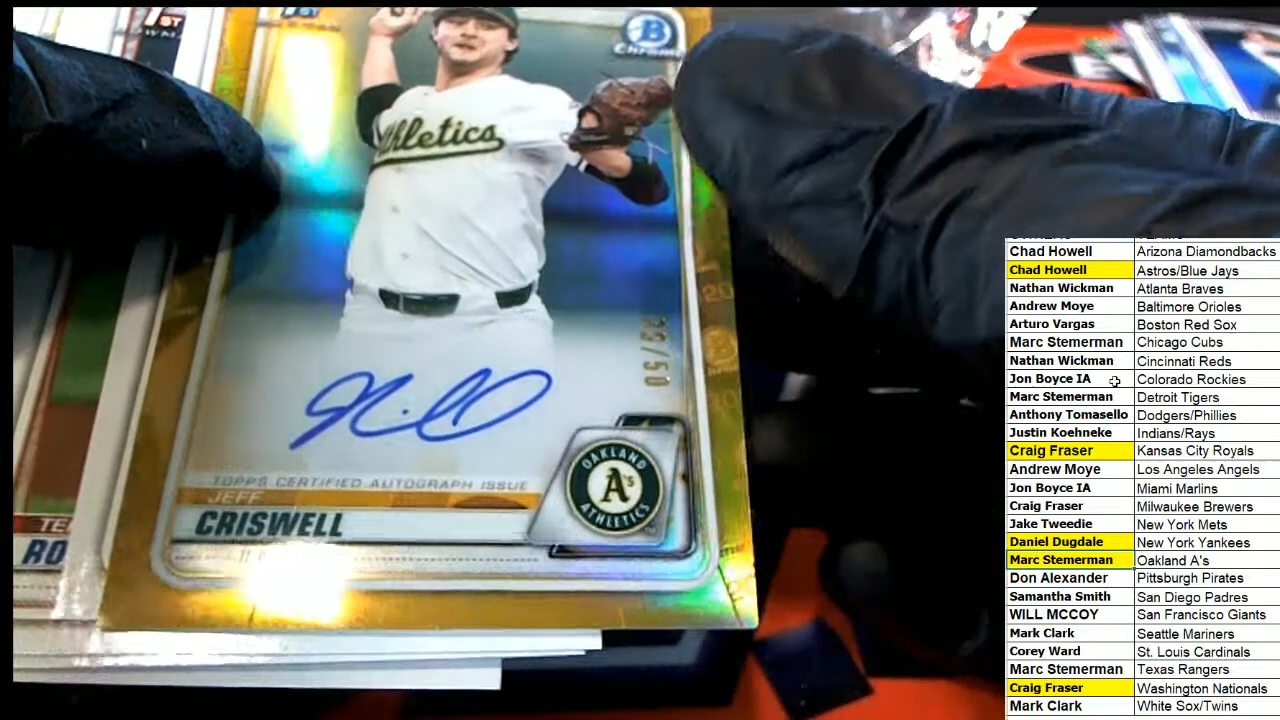 1ST
Chrome
Athletics
39/50
TOPPS CERTIFIED AUTOGRAPH ISSUE
JEFF
CRISWELL
OAKLAND
A's
ATHLETICS
RO
Chad Howell Arizona Diamondbacks
Chad Howell Astros/Blue Jays
Nathan Wickman Atlanta Braves
Andrew Moye Baltimore Orioles
Arturo Vargas Boston Red Sox
Marc Stemerman Chicago Cubs
Nathan Wickman Cincinnati Reds
Jon Boyce IA Colorado Rockies
Marc Stemerman Detroit Tigers
Anthony Tomasello Dodgers/Phillies
Justin Koehneke Indians/Rays
Craig Fraser Kansas City Royals
Andrew Moye Los Angeles Angels
Jon Boyce IA Miami Marlins
Craig Fraser Milwaukee Brewers
Jake Tweedie New York Mets
Daniel Dugdale New York Yankees
Marc Stemerman Oakland A's
Don Alexander Pittsburgh Pirates
Samantha Smith San Diego Padres
WILL MCCOY San Francisco Giants
Mark Clark Seattle Mariners
Corey Ward St. Louis Cardinals
Marc Stemerman Texas Rangers
Craig Fraser Washington Nationals
Mark Clark White Sox/Twins